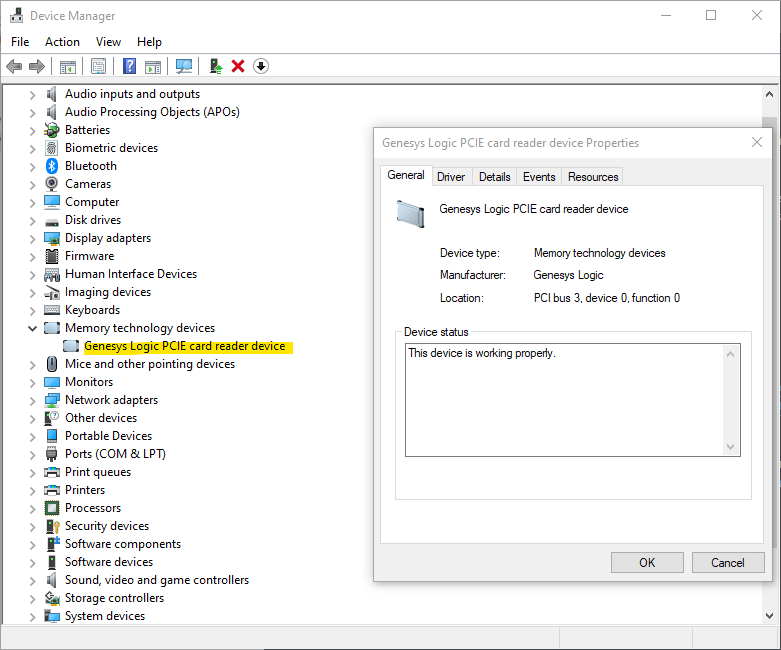 Device Manager
File Action View Help
Audio inputs and outputs
Audio Processing Objects (APOs)
Batteries
Biometric devices
Bluetooth
Cameras
Computer
Disk drives
Display adapters
Firmware
Human Interface Devices
Imaging devices
Keyboards
Memory technology devices
Genesys Logic PCIE card reader device
Mice and other pointing devices
Monitors
Network adapters
Other devices
Portable Devices
Ports (COM & LPT)
Print queues
Printers
Processors
Security devices
Software components
Software devices
Sound, video and game controllers
Storage controllers
System devices
Genesys Logic PCIE card reader device Properties
General Driver Details Events Resources
Genesys Logic PCIE card reader device
Device type: Memory technology devices
Manufacturer: Genesys Logic
Location: PCI bus 3, device 0, function 0
Device status
This device is working properly.
OK Cancel